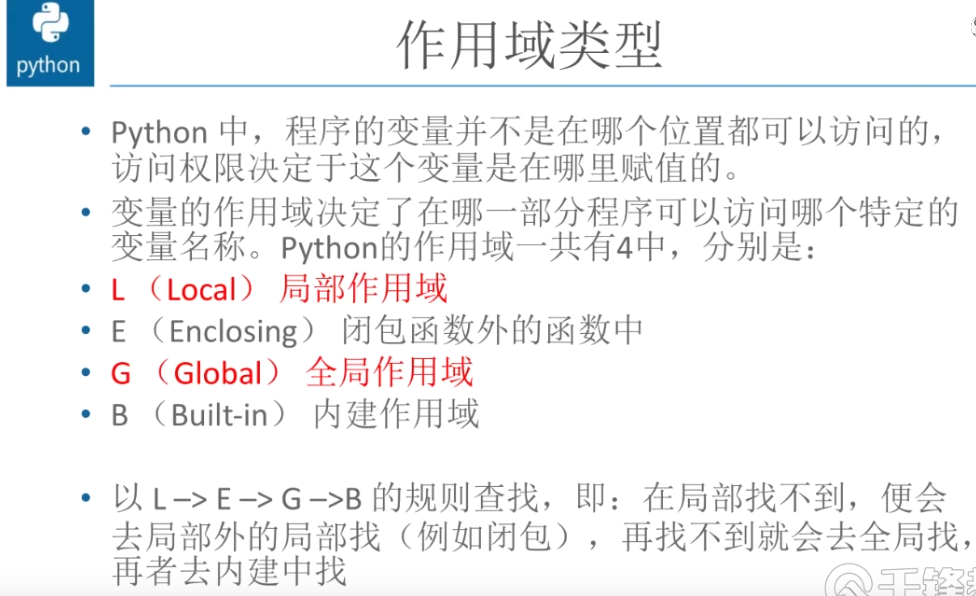 python
作用域类型
• Python 中，程序的变量并不是在哪个位置都可以访问的，
访问权限决定于这个变量是在哪里赋值的。
• 变量的作用域决定了在哪一部分程序可以访问哪个特定的
变量名称。Python的作用域一共有4中，分别是：
• L （Local） 局部作用域
• E （Enclosing） 闭包函数外的函数中
• G （Global） 全局作用域
• B （Built-in） 内建作用域
• 以 L –> E –> G –>B 的规则查找，即：在局部找不到，便会
去局部外的局部找（例如闭包），再找不到就会去全局找，
再者去内建中找